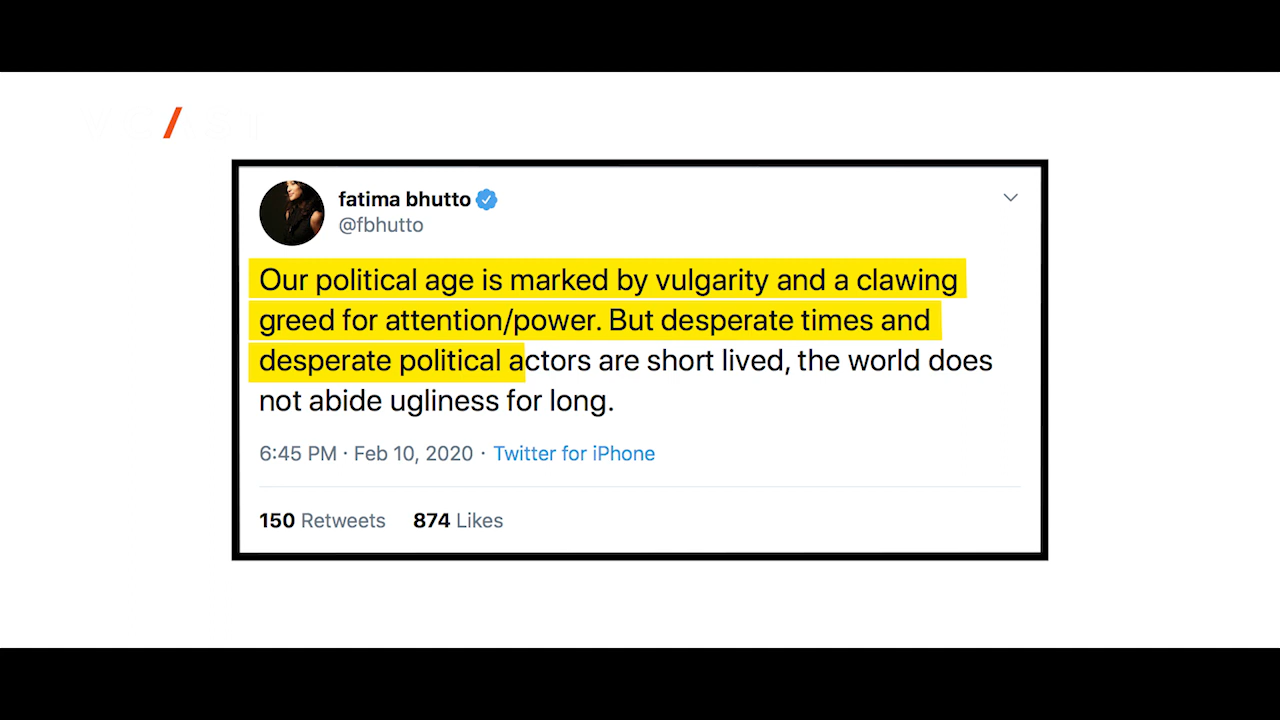 fatima bhutto
@fbhutto
Our political age is marked by vulgarity and a clawing
greed for attention/power. But desperate times and
desperate political actors are short lived, the world does
not abide ugliness for long.
6:45 PM · Feb 10, 2020 · Twitter for iPhone
150 Retweets 874 Likes